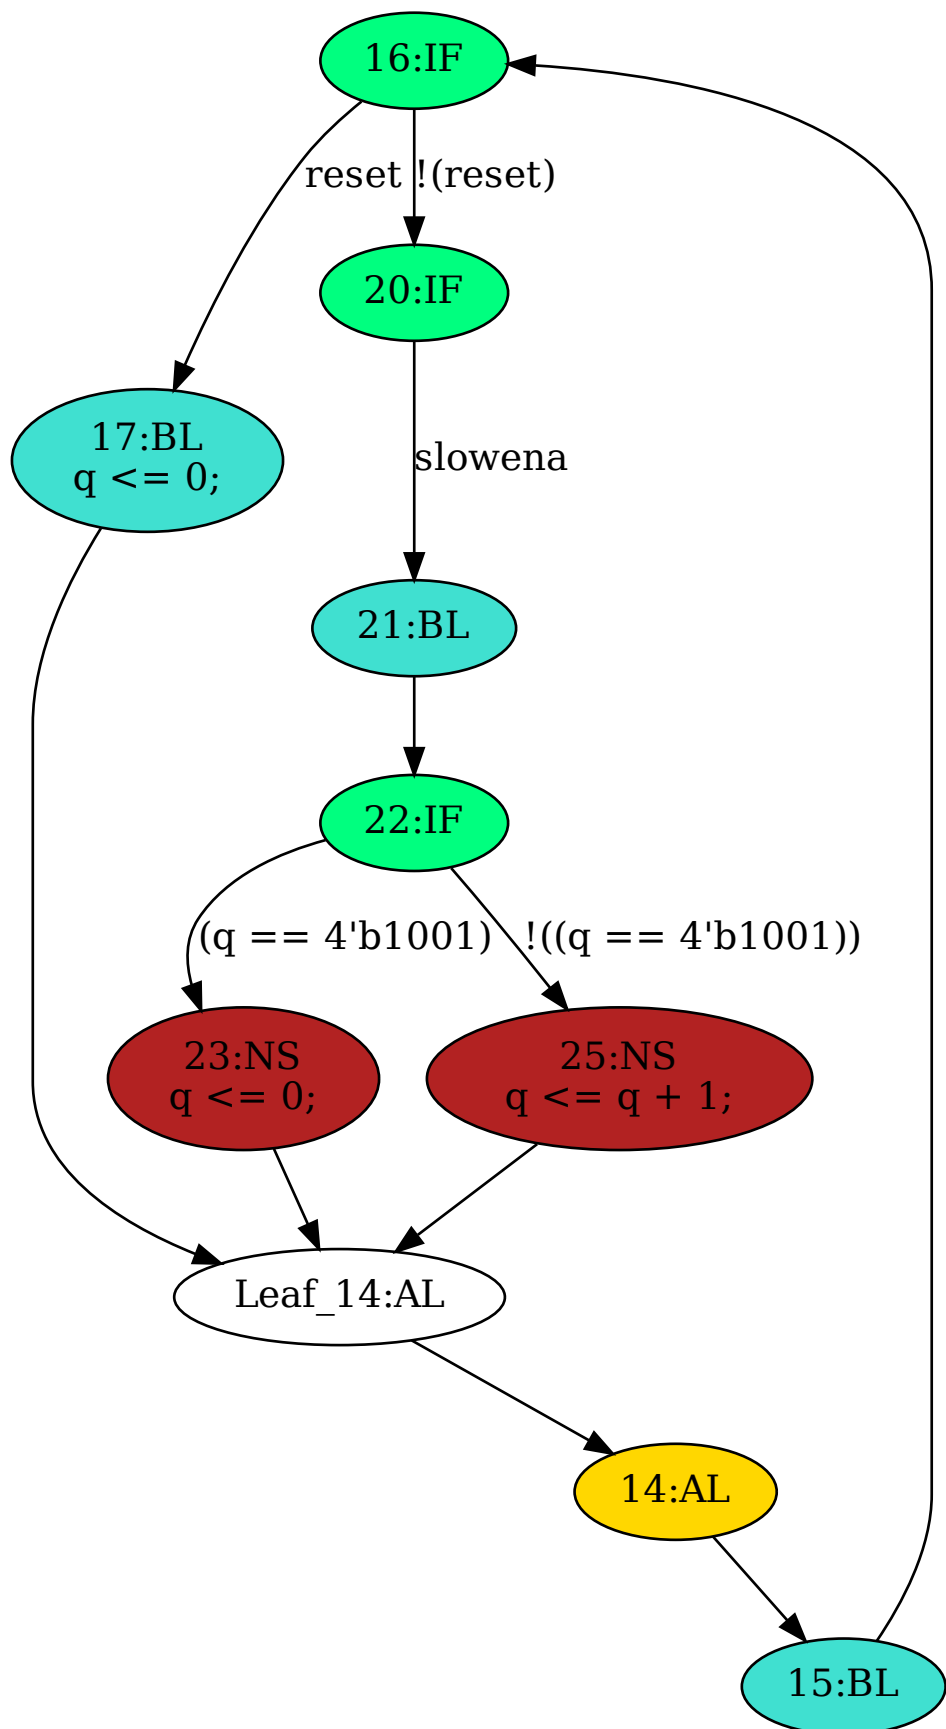 16:IF
reset
!(reset)
20:IF
17:BL
q <= 0;
slowena
21:BL
22:IF
(q == 4'b1001)
!((q == 4'b1001))
23:NS
q <= 0;
25:NS
q <= q + 1;
Leaf_14:AL
14:AL
15:BL